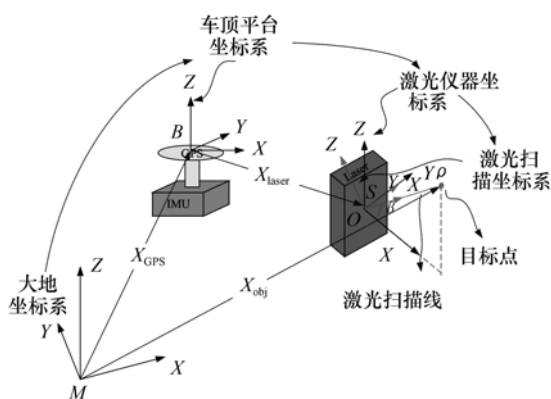 车顶平台
坐标系
激光仪器坐
标系
Z
Z
Z
Y
B
GPS
X
Laser
激光扫
描坐标系
X_laser
Y
X
Yρ
S
IMU
O
R
目标点
X_GPS
X
Z
大地
坐标系
X_obj
激光扫描线
Y
X
M